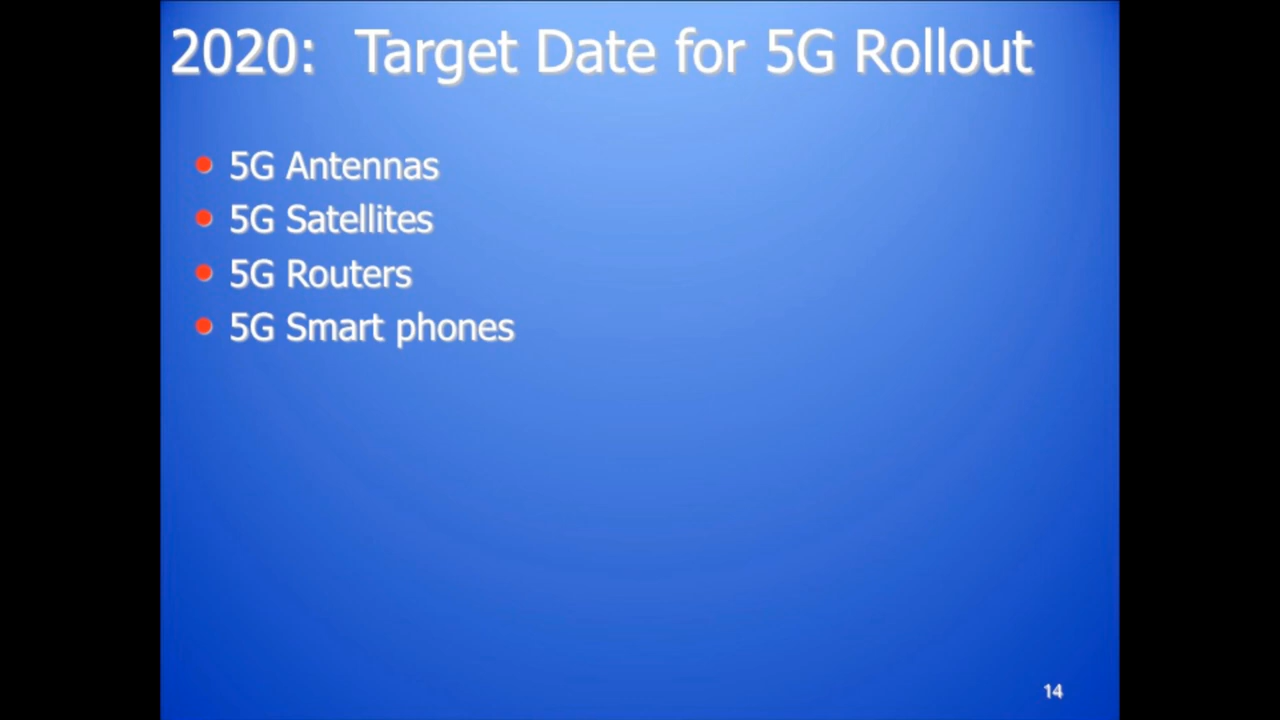 2020: Target Date for 5G Rollout
5G Antennas
5G Satellites
5G Routers
5G Smart phones
14